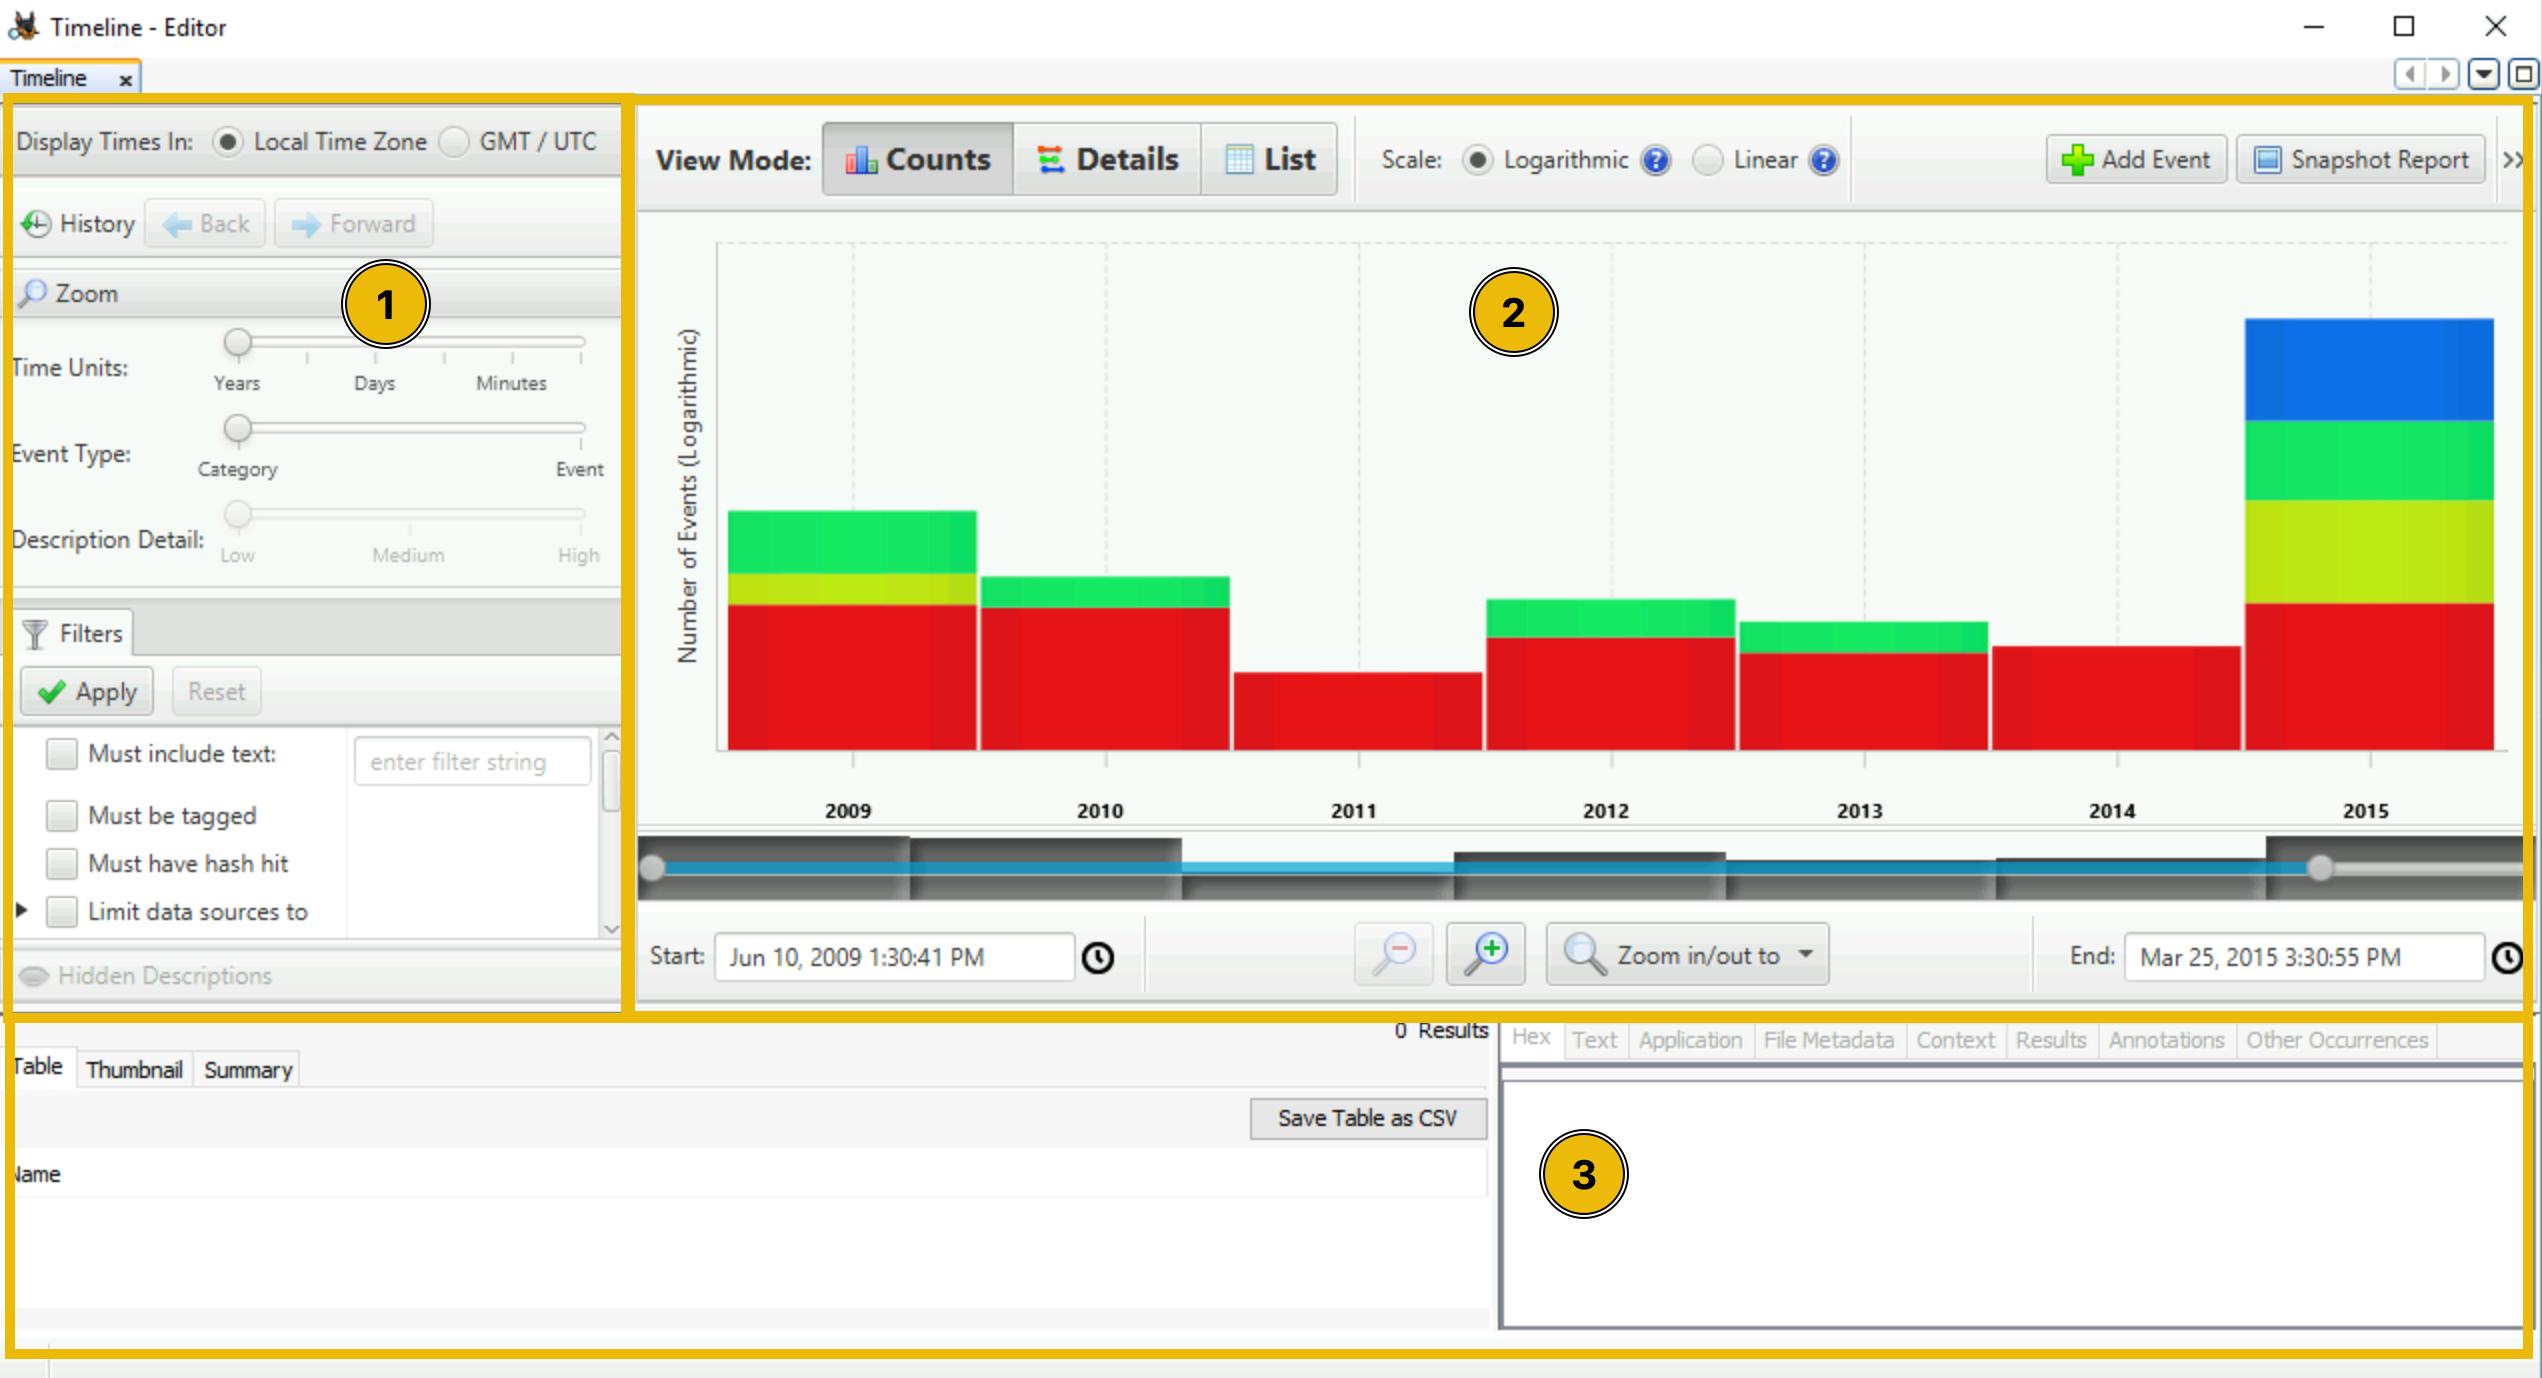 Timeline - Editor
Timeline x
Display Times In: Local Time Zone GMT / UTC
History Back Forward
Zoom
1
Time Units:
Years Days Minutes
Event Type:
Category Event
Description Detail:
Low Medium High
Filters
Apply Reset
Must include text: enter filter string
Must be tagged
Must have hash hit
Limit data sources to
Hidden Descriptions
View Mode: Counts Details List Scale: Logarithmic ? Linear ? Add Event Snapshot Report >>
2
Number of Events (Logarithmic)
2009 2010 2011 2012 2013 2014 2015
Start: Jun 10, 2009 1:30:41 PM Zoom in/out to End: Mar 25, 2015 3:30:55 PM
0 Results
Table Thumbnail Summary
Save Table as CSV
Name
Hex Text Application File Metadata Context Results Annotations Other Occurrences
3